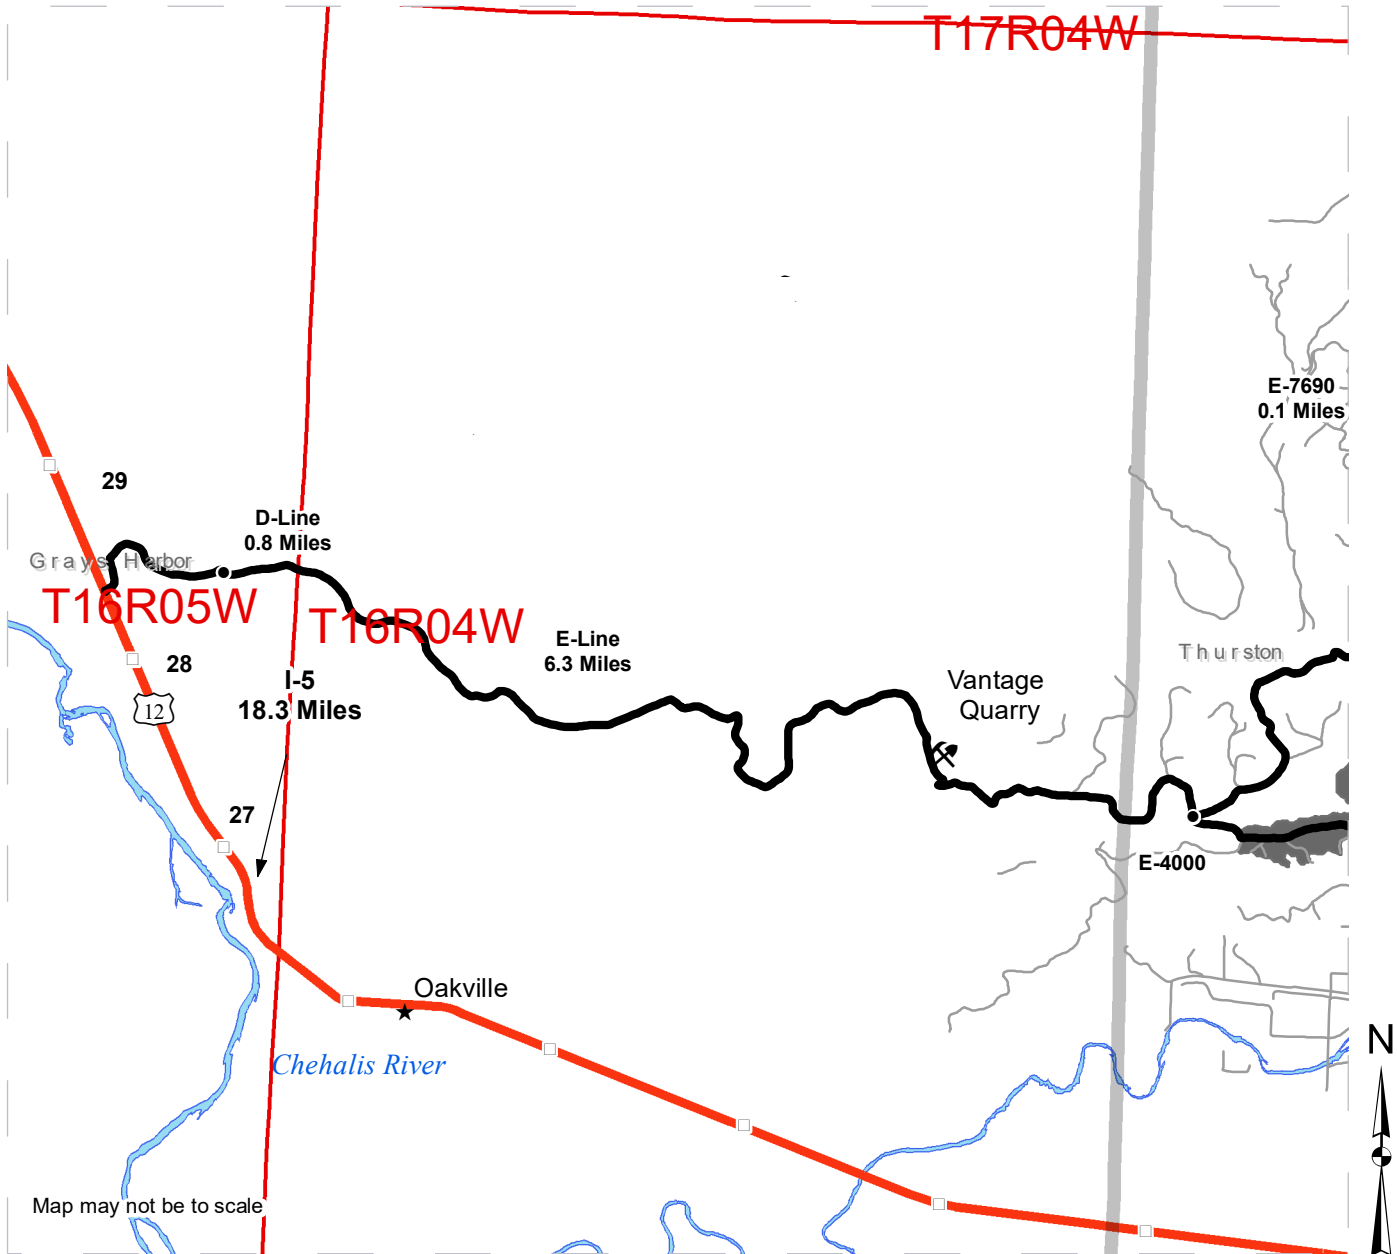 T17R04W
E-7690
0.1 Miles
29
D-Line
0.8 Miles
Grays Harbor
T16R05W
T16R04W
E-Line
6.3 Miles
Thurston
28
I-5
18.3 Miles
12
Vantage
Quarry
27
E-4000
Oakville
Chehalis River
N
Map may not be to scale